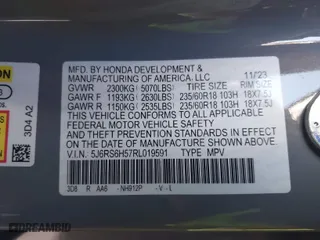 MFD. BY HONDA DEVELOPMENT &
MANUFACTURING OF AMERICA, LLC 11/23
GVWR 2300KG (5070LBS) TIRE SIZE RIM SIZE
GAWR F 1193KG (2630LBS) 235/60R18 103H 18X7.5J
GAWR R 1150KG (2535LBS) 235/60R18 103H 18X7.5J
THIS VEHICLE CONFORMS TO ALL APPLICABLE
FEDERAL MOTOR VEHICLE SAFETY
STANDARDS IN EFFECT ON THE DATE OF
MANUFACTURE SHOWN ABOVE.
V.I.N.: 5J6RS6H57RL019591 TYPE: MPV
3D8 R AA6 -NH912P -V -L
3D4 A2
ION
DREAMBID